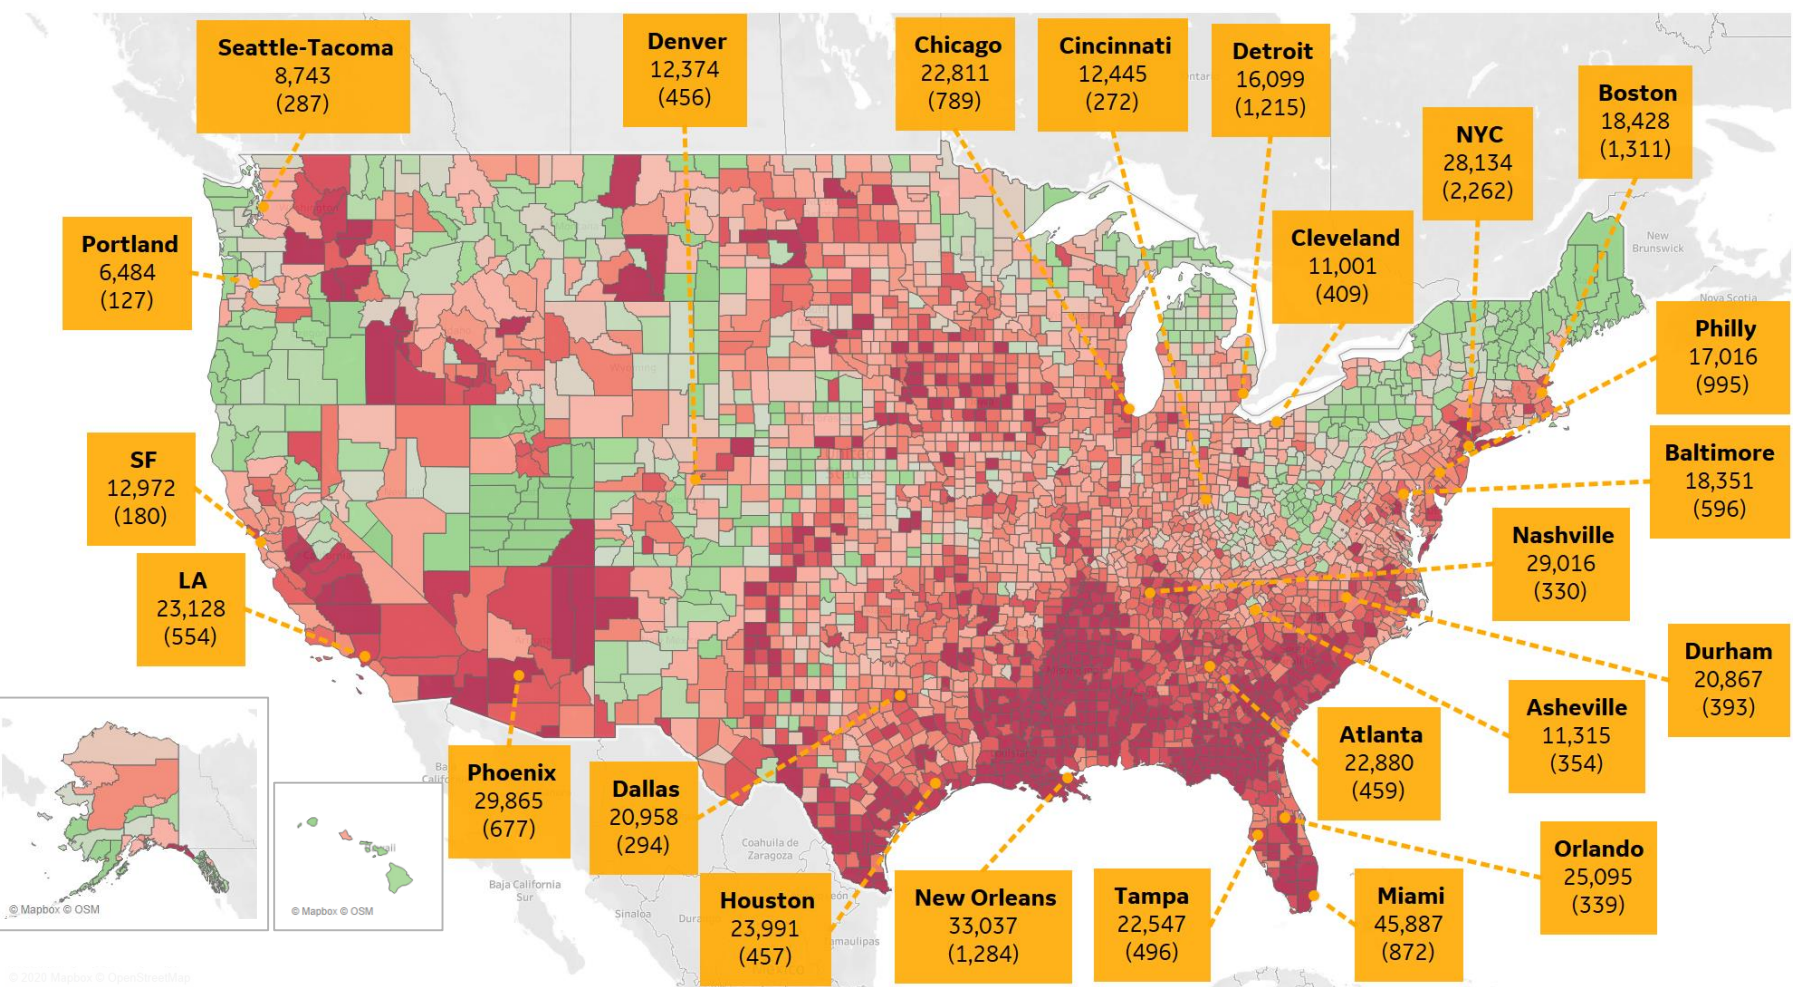 Seattle-Tacoma
8,743
(287)
Denver
12,374
(456)
Chicago
22,811
(789)
Cincinnati
12,445
(272)
Detroit
16,099
(1,215)
Boston
18,428
(1,311)
NYC
28,134
(2,262)
Portland
6,484
(127)
Cleveland
11,001
(409)
New
Brunswick
Nova Scotia
Philly
17,016
(995)
SF
12,972
(180)
Baltimore
18,351
(596)
LA
23,128
(554)
Nashville
29,016
(330)
Durham
20,867
(393)
Asheville
11,315
(354)
Atlanta
22,880
(459)
Phoenix
29,865
(677)
Dallas
20,958
(294)
Coahuila de
Zaragoza
Orlando
25,095
(339)
Baja California
Sur
Sinaloa
Houston
23,991
(457)
New Orleans
33,037
(1,284)
Tampa
22,547
(496)
Miami
45,887
(872)
© Mapbox © OSM
© Mapbox © OSM
© 2020 Mapbox © OpenStreetMap